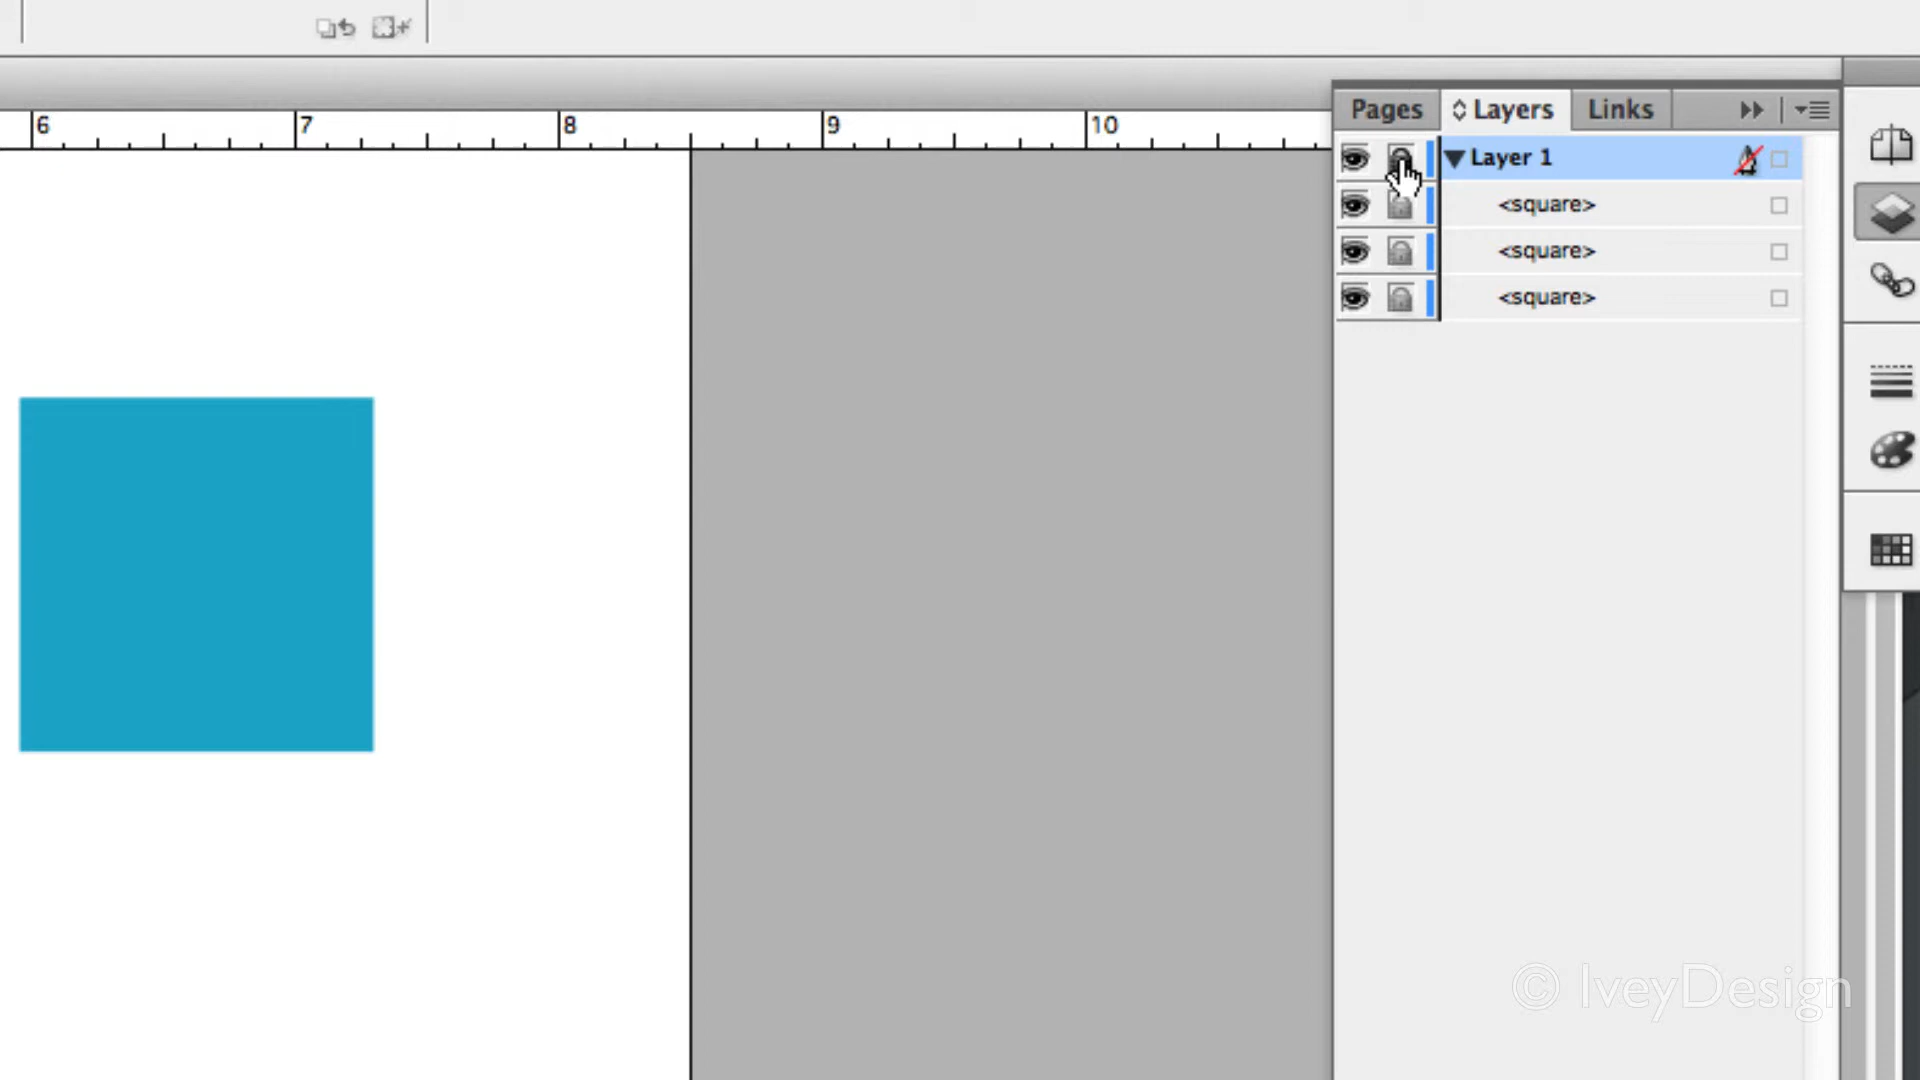 Pages Layers Links
6 7 8 9 10
Layer 1
<square>
<square>
<square>
© IveyDesign